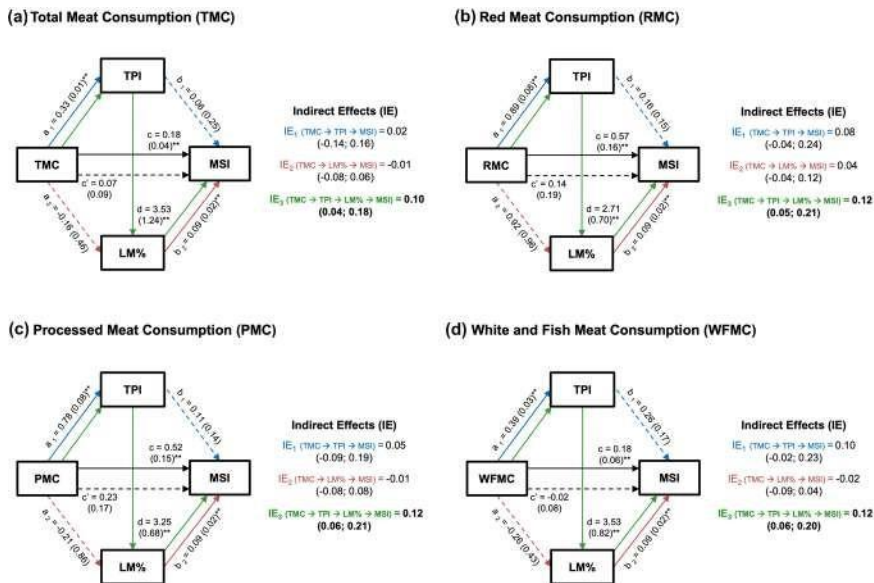 (a) Total Meat Consumption (TMC)
TPI
a₁ = 0.33 (0.01)**
b₁ = 0.06 (0.25)
c = 0.18
(0.04)**
TMC
MSI
c' = 0.07
(0.09)
d = 3.53
(1.24)**
a₂ = -0.16 (0.46)
b₂ = 0.09 (0.02)**
LM%
Indirect Effects (IE)
IE₁ (TMC → TPI → MSI) = 0.02
(-0.14; 0.16)
IE₂ (TMC → LM% → MSI) = -0.01
(-0.08; 0.06)
IE₃ (TMC → TPI → LM% → MSI) = 0.10
(0.04; 0.18)
(b) Red Meat Consumption (RMC)
TPI
a₁ = 0.89 (0.08)**
b₁ = 0.16 (0.15)
c = 0.57
(0.16)**
RMC
MSI
c' = 0.14
(0.19)
d = 2.71
(0.70)**
a₂ = 0.92 (0.98)
b₂ = 0.09 (0.02)**
LM%
Indirect Effects (IE)
IE₁ (TMC → TPI → MSI) = 0.08
(-0.04; 0.24)
IE₂ (TMC → LM% → MSI) = 0.04
(-0.04; 0.12)
IE₃ (TMC → TPI → LM% → MSI) = 0.12
(0.05; 0.21)
(c) Processed Meat Consumption (PMC)
TPI
a₁ = 0.78 (0.08)**
b₁ = 0.11 (0.14)
c = 0.52
(0.15)**
PMC
MSI
c' = 0.23
(0.17)
d = 3.25
(0.68)**
a₂ = -0.21 (0.86)
b₂ = 0.09 (0.02)**
LM%
Indirect Effects (IE)
IE₁ (TMC → TPI → MSI) = 0.05
(-0.09; 0.19)
IE₂ (TMC → LM% → MSI) = -0.01
(-0.08; 0.08)
IE₃ (TMC → TPI → LM% → MSI) = 0.12
(0.06; 0.21)
(d) White and Fish Meat Consumption (WFMC)
TPI
a₁ = 0.39 (0.03)**
b₁ = 0.26 (0.17)
c = 0.18
(0.06)**
WFMC
MSI
c' = -0.02
(0.08)
d = 3.53
(0.82)**
a₂ = -0.26 (0.43)
b₂ = 0.09 (0.02)**
LM%
Indirect Effects (IE)
IE₁ (TMC → TPI → MSI) = 0.10
(-0.02; 0.23)
IE₂ (TMC → LM% → MSI) = -0.02
(-0.09; 0.04)
IE₃ (TMC → TPI → LM% → MSI) = 0.12
(0.06; 0.20)